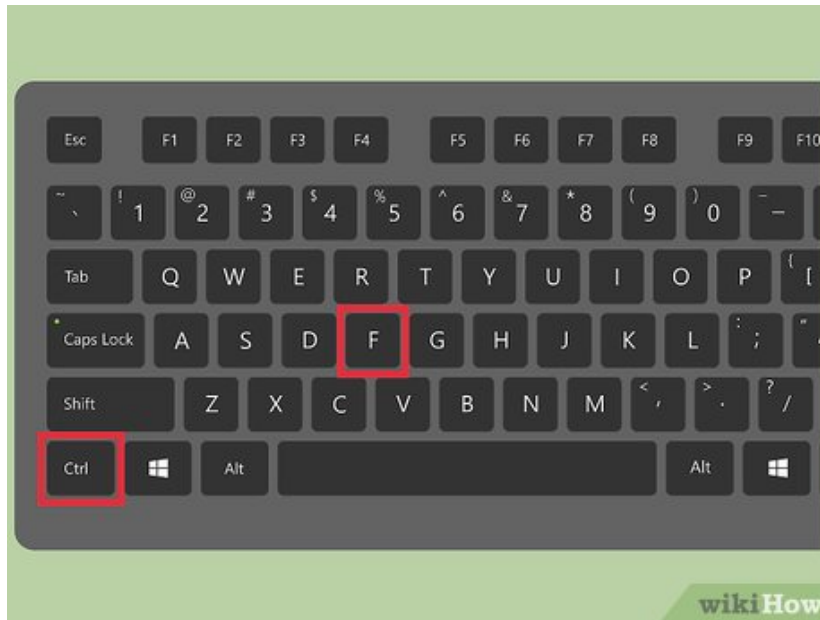 Esc F1 F2 F3 F4 F5 F6 F7 F8 F9 F10
~ ` ! 1 @ 2 # 3 $ 4 % 5 ^ 6 & 7 * 8 ( 9 ) 0 _ –
Tab Q W E R T Y U I O P { [
Caps Lock A S D F G H J K L : ; "
Shift Z X C V B N M < , > . ? /
Ctrl Alt Alt
wikiHow